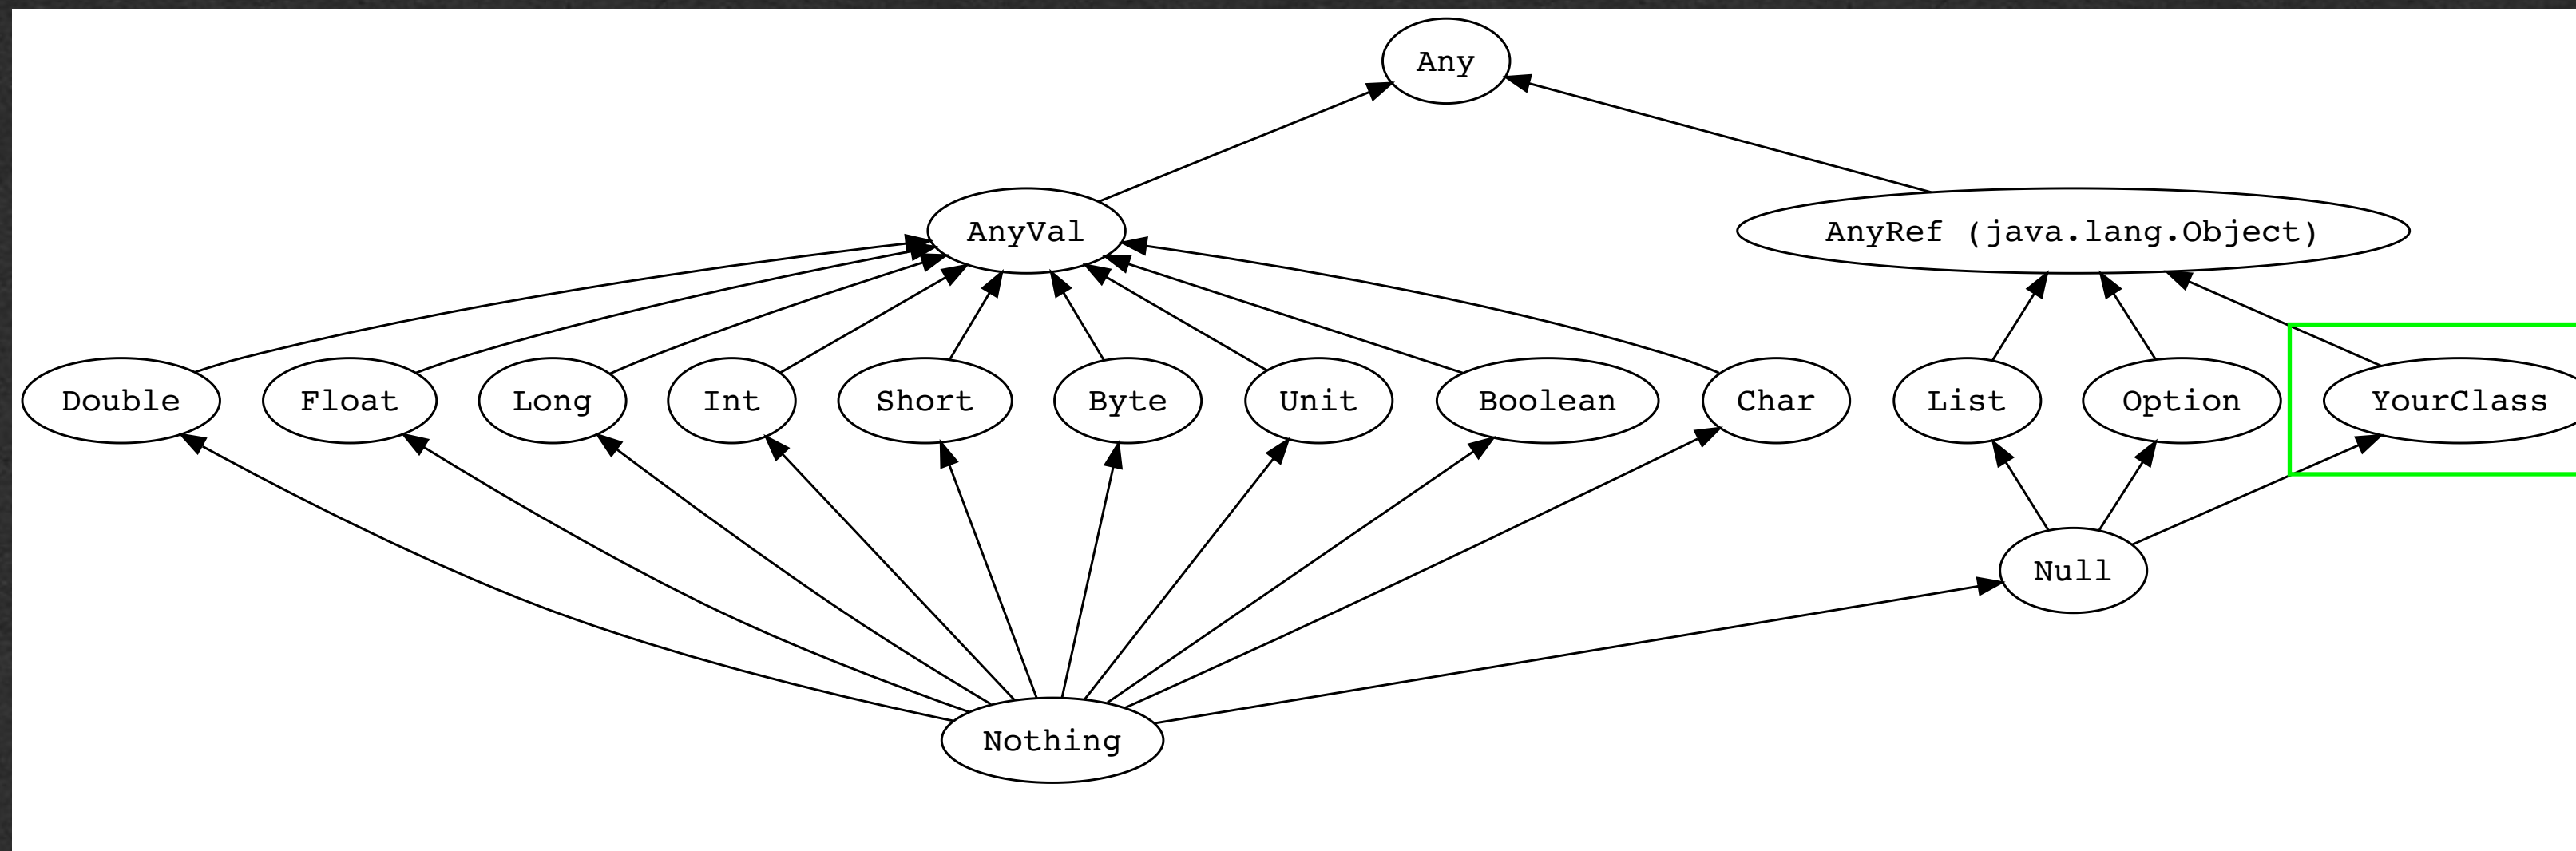 Any
AnyVal
AnyRef (java.lang.Object)
Double
Float
Long
Int
Short
Byte
Unit
Boolean
Char
List
Option
YourClass
Null
Nothing